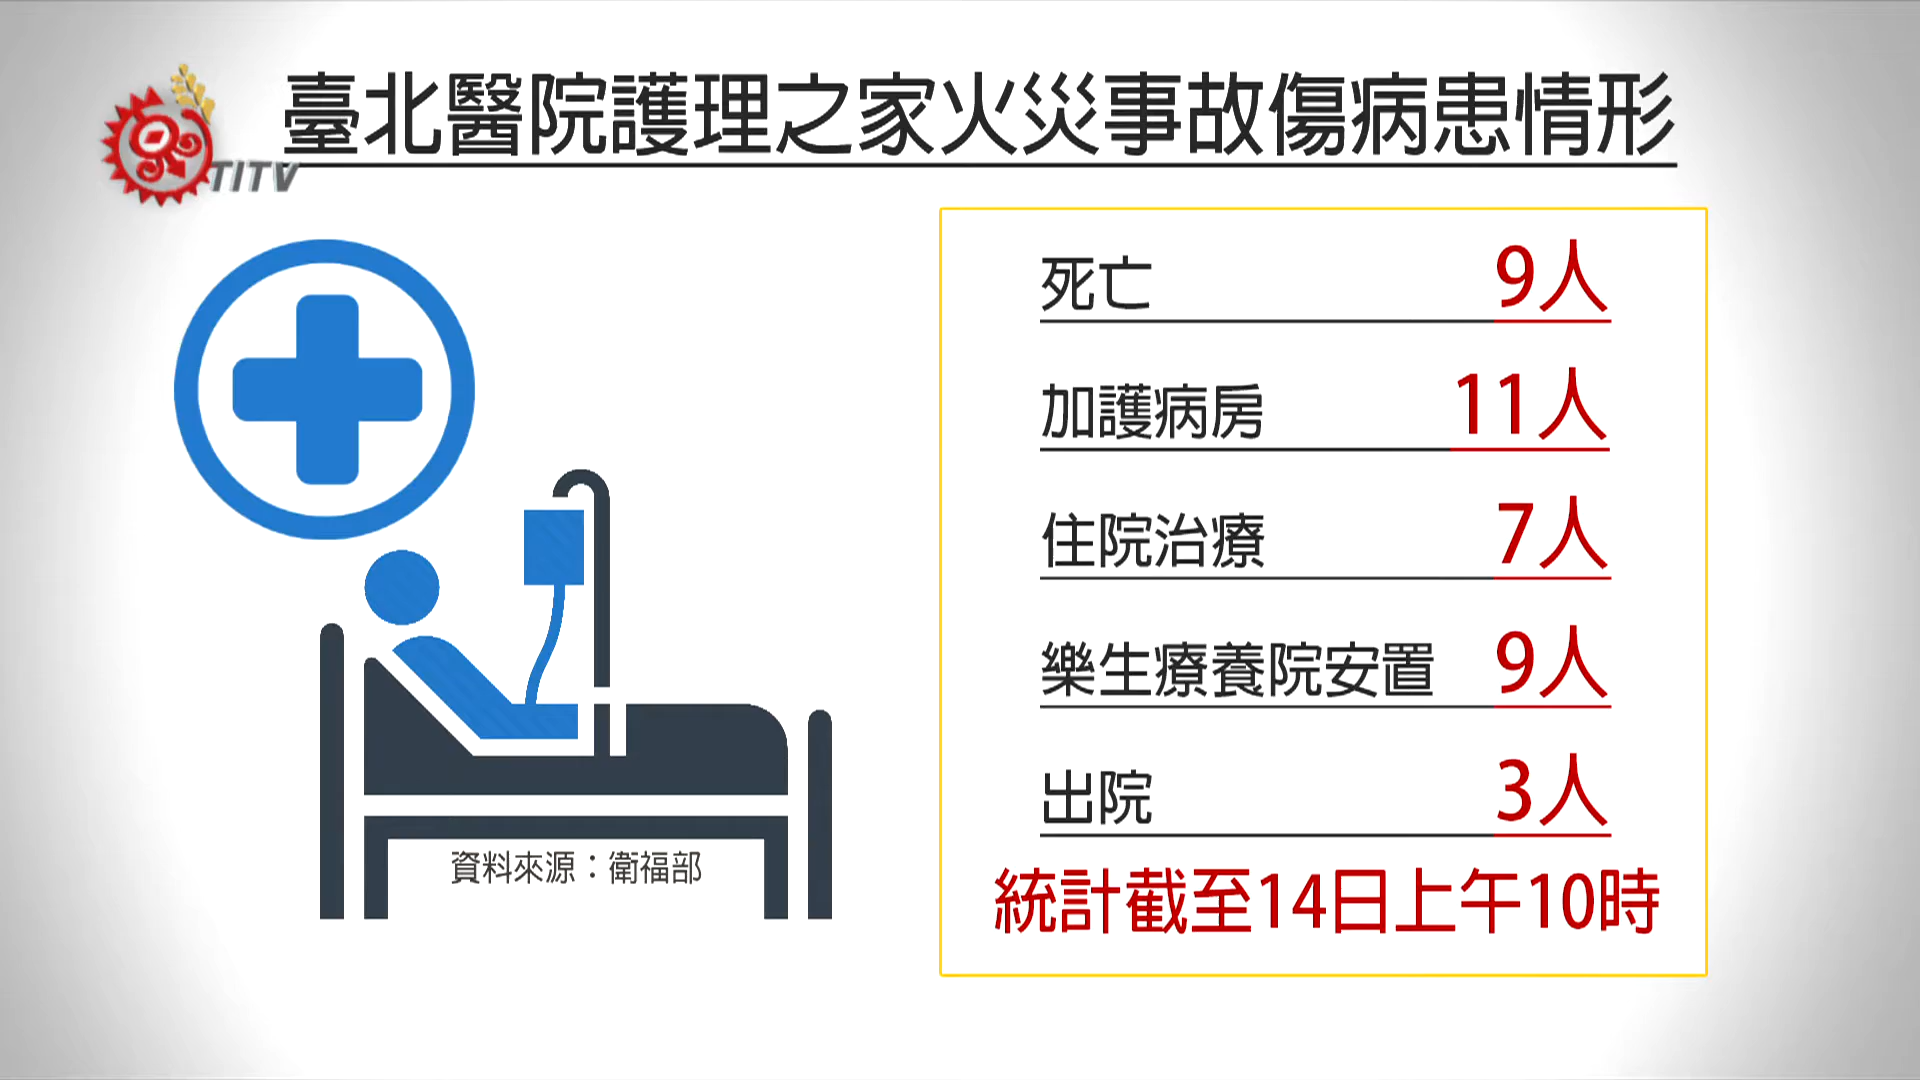 臺北醫院護理之家火災事故傷病患情形
TITV
死亡 9人
加護病房 11人
住院治療 7人
樂生療養院安置 9人
出院 3人
統計截至14日上午10時
資料來源：衛福部